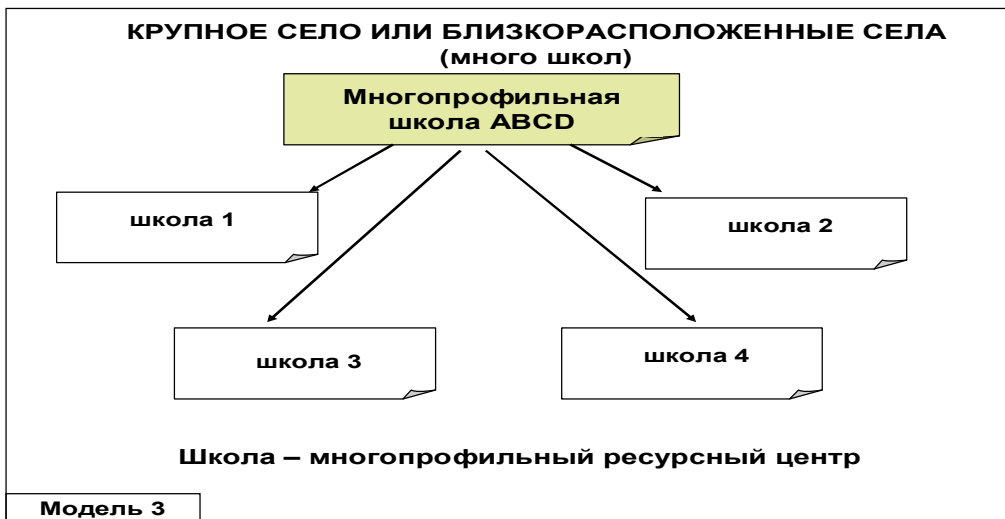 КРУПНОЕ СЕЛО ИЛИ БЛИЗКОРАСПОЛОЖЕННЫЕ СЕЛА
(много школ)
Многопрофильная
школа ABCD
школа 1
школа 2
школа 3
школа 4
Школа – многопрофильный ресурсный центр
Модель 3